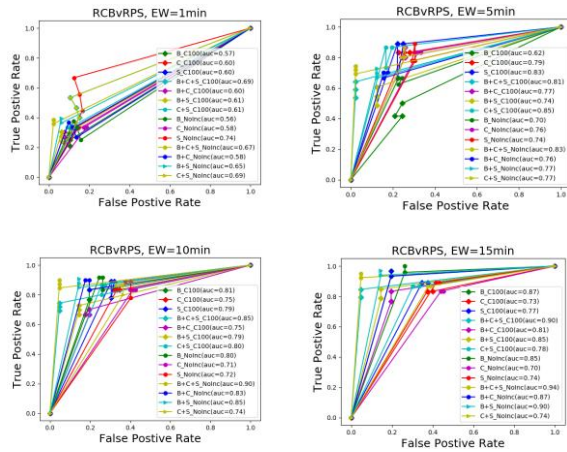 RCBvRPS, EW=1min
True Postive Rate
1.0
0.8
0.6
0.4
0.2
0.0
B_C100(auc=0.57)
C_C100(auc=0.60)
S_C100(auc=0.60)
B+C+S_C100(auc=0.69)
B+C_C100(auc=0.60)
B+S_C100(auc=0.61)
C+S_C100(auc=0.61)
B_NoInc(auc=0.56)
C_NoInc(auc=0.58)
S_NoInc(auc=0.74)
B+C+S_NoInc(auc=0.67)
B+C_NoInc(auc=0.58)
B+S_NoInc(auc=0.65)
C+S_NoInc(auc=0.69)
0.0 0.2 0.4 0.6 0.8 1.0
False Postive Rate
RCBvRPS, EW=5min
True Postive Rate
1.0
0.8
0.6
0.4
0.2
0.0
B_C100(auc=0.62)
C_C100(auc=0.79)
S_C100(auc=0.83)
B+C+S_C100(auc=0.81)
B+C_C100(auc=0.77)
B+S_C100(auc=0.74)
C+S_C100(auc=0.85)
B_NoInc(auc=0.70)
C_NoInc(auc=0.76)
S_NoInc(auc=0.74)
B+C+S_NoInc(auc=0.83)
B+C_NoInc(auc=0.76)
B+S_NoInc(auc=0.77)
C+S_NoInc(auc=0.77)
0.0 0.2 0.4 0.6 0.8 1.0
False Postive Rate
RCBvRPS, EW=10min
True Postive Rate
1.0
0.8
0.6
0.4
0.2
0.0
B_C100(auc=0.81)
C_C100(auc=0.75)
S_C100(auc=0.79)
B+C+S_C100(auc=0.85)
B+C_C100(auc=0.75)
B+S_C100(auc=0.79)
C+S_C100(auc=0.80)
B_NoInc(auc=0.80)
C_NoInc(auc=0.71)
S_NoInc(auc=0.72)
B+C+S_NoInc(auc=0.90)
B+C_NoInc(auc=0.83)
B+S_NoInc(auc=0.85)
C+S_NoInc(auc=0.74)
0.0 0.2 0.4 0.6 0.8 1.0
False Postive Rate
RCBvRPS, EW=15min
True Postive Rate
1.0
0.8
0.6
0.4
0.2
0.0
B_C100(auc=0.87)
C_C100(auc=0.73)
S_C100(auc=0.77)
B+C+S_C100(auc=0.90)
B+C_C100(auc=0.81)
B+S_C100(auc=0.85)
C+S_C100(auc=0.78)
B_NoInc(auc=0.85)
C_NoInc(auc=0.70)
S_NoInc(auc=0.74)
B+C+S_NoInc(auc=0.94)
B+C_NoInc(auc=0.87)
B+S_NoInc(auc=0.90)
C+S_NoInc(auc=0.74)
0.0 0.2 0.4 0.6 0.8 1.0
False Postive Rate